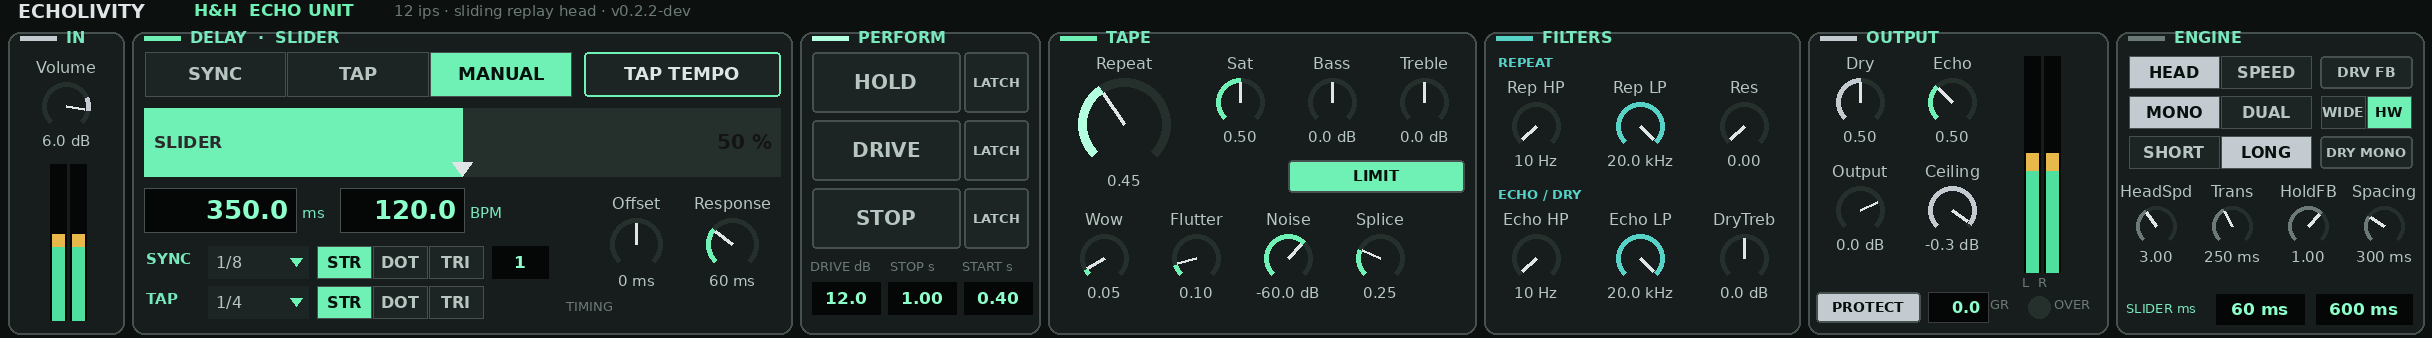 ECHOLIVITY H&H ECHO UNIT 12 ips · sliding replay head · v0.2.2-dev
IN
Volume
6.0 dB
DELAY · SLIDER
SYNC TAP MANUAL TAP TEMPO
SLIDER 50 %
350.0 ms 120.0 BPM
Offset Response
0 ms 60 ms
SYNC 1/8 STR DOT TRI 1
TAP 1/4 STR DOT TRI
TIMING
PERFORM
HOLD LATCH
DRIVE LATCH
STOP LATCH
DRIVE dB STOP s START s
12.0 1.00 0.40
TAPE
Repeat Sat Bass Treble
0.50 0.0 dB 0.0 dB
0.45
LIMIT
Wow Flutter Noise Splice
0.05 0.10 -60.0 dB 0.25
FILTERS
REPEAT
Rep HP Rep LP Res
10 Hz 20.0 kHz 0.00
ECHO / DRY
Echo HP Echo LP DryTreb
10 Hz 20.0 kHz 0.0 dB
OUTPUT
Dry Echo
0.50 0.50
Output Ceiling
0.0 dB -0.3 dB
L R
PROTECT 0.0 GR OVER
ENGINE
HEAD SPEED DRV FB
MONO DUAL WIDE HW
SHORT LONG DRY MONO
HeadSpd Trans HoldFB Spacing
3.00 250 ms 1.00 300 ms
SLIDER ms 60 ms 600 ms